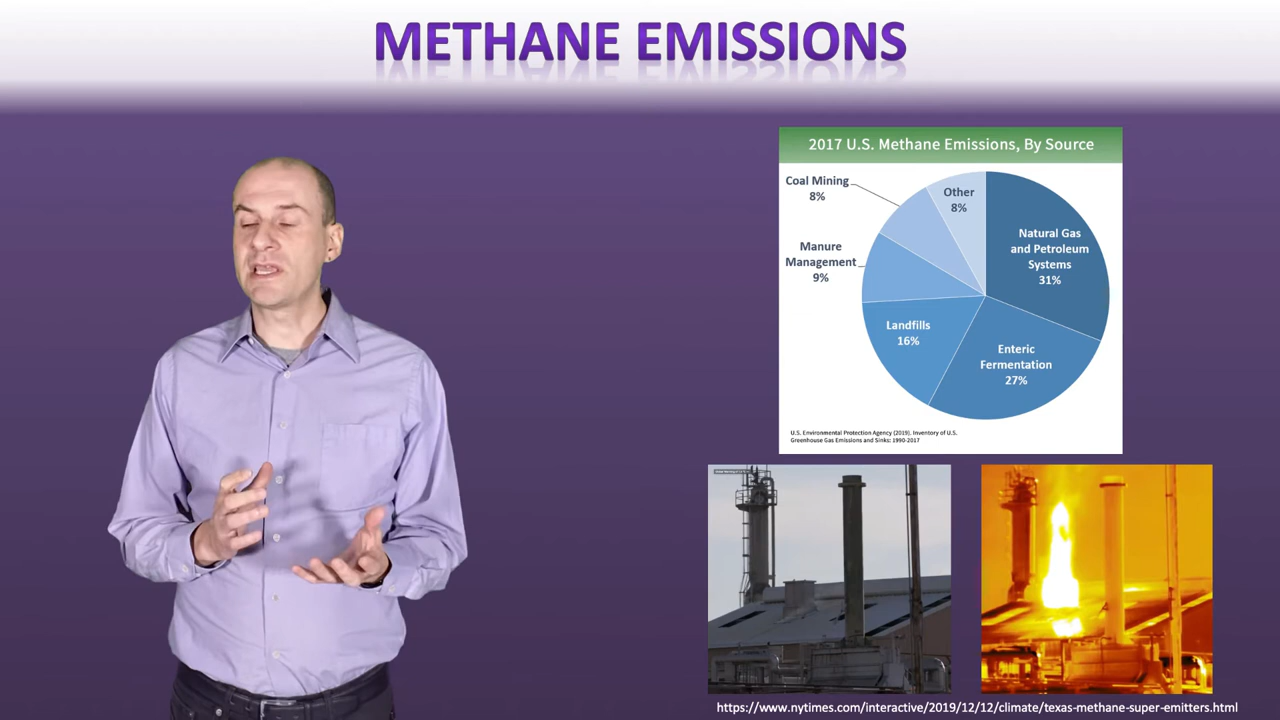 METHANE EMISSIONS
2017 U.S. Methane Emissions, By Source
Coal Mining
8%
Other
8%
Natural Gas
and Petroleum
Systems
31%
Manure
Management
9%
Landfills
16%
Enteric
Fermentation
27%
U.S. Environmental Protection Agency (2019). Inventory of U.S.
Greenhouse Gas Emissions and Sinks: 1990-2017
https://www.nytimes.com/interactive/2019/12/12/climate/texas-methane-super-emitters.html